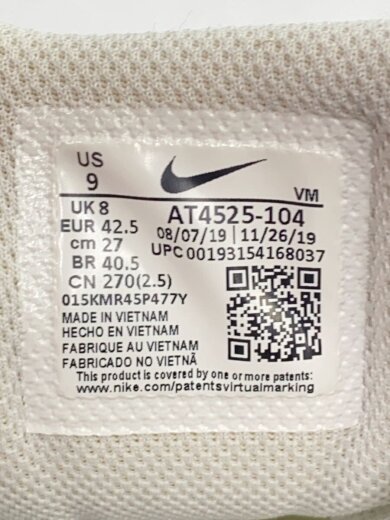 US
9
VM
UK 8
EUR 42.5
cm 27
BR 40.5
CN 270(2.5)
AT4525-104
08/07/19 | 11/26/19
UPC 00193154168037
015KMR45P477Y
MADE IN VIETNAM
HECHO EN VIETNAM
FABRIQUE AU VIETNAM
FABRICADO NO VIETNÃ
This product is covered by one or more patents:
www.nike.com/patentsvirtualmarking